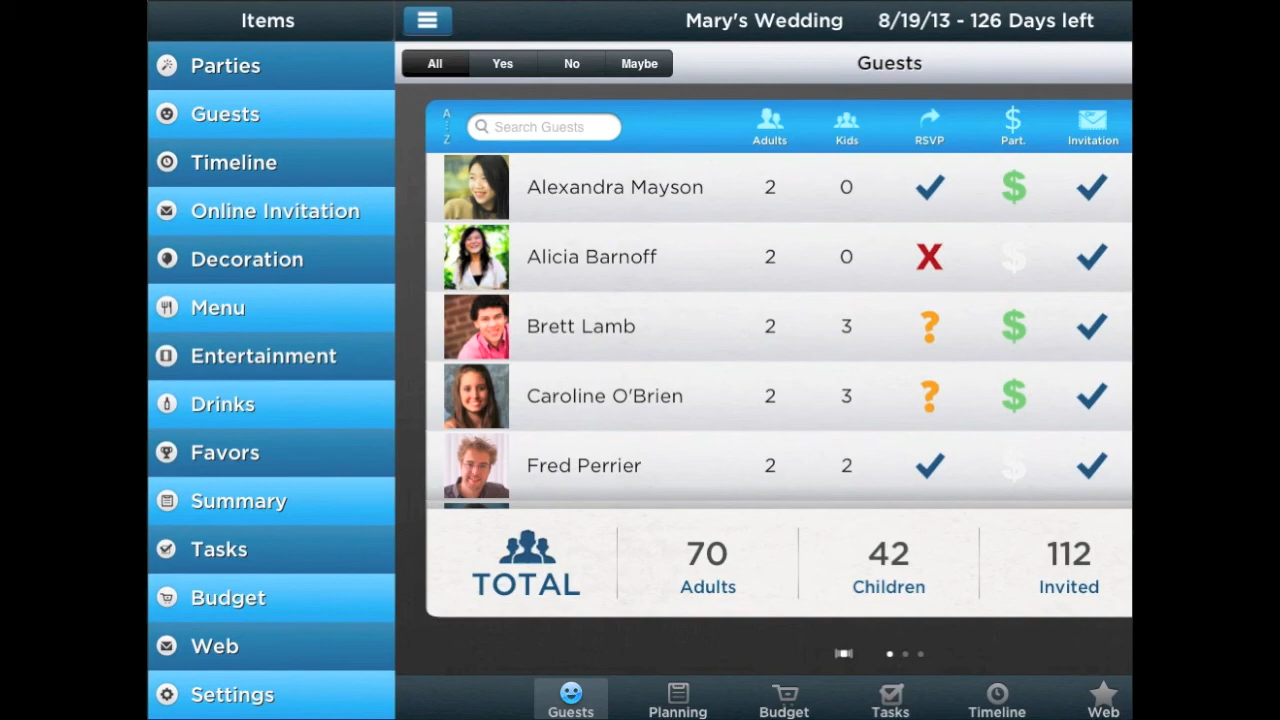 Items
Mary's Wedding 8/19/13 - 126 Days left
Parties
Guests
Timeline
Online Invitation
Decoration
Menu
Entertainment
Drinks
Favors
Summary
Tasks
Budget
Web
Settings
All Yes No Maybe
Guests
A
Z
Search Guests
Adults Kids RSVP Part. Invitation
Alexandra Mayson 2 0 $
Alicia Barnoff 2 0 X $
Brett Lamb 2 3 ? $
Caroline O'Brien 2 3 ? $
Fred Perrier 2 2 $
TOTAL
70 42 112
Adults Children Invited
Guests Planning Budget Tasks Timeline Web